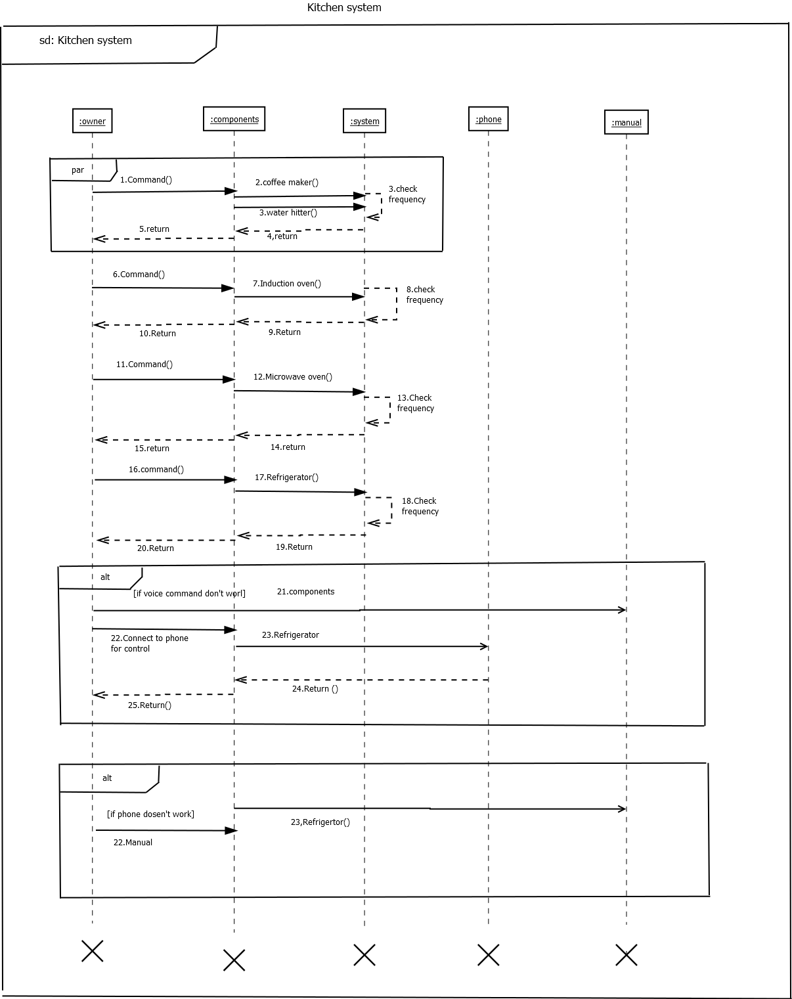 Kitchen system
sd: Kitchen system
:owner
:components
:system
:phone
:manual
par
1.Command()
2.coffee maker()
3.check
frequency
3.water hitter()
5.return
4,return
6.Command()
7.Induction oven()
8.check
frequency
10.Return
9.Return
11.Command()
12.Microwave oven()
13.Check
frequency
15.return
14.return
16.command()
17.Refrigerator()
18.Check
frequency
20.Return
19.Return
alt
[if voice command don't worl]
21.components
22.Connect to phone
for control
23.Refrigerator
24.Return ()
25.Return()
alt
[if phone dosen't work]
23,Refrigertor()
22.Manual